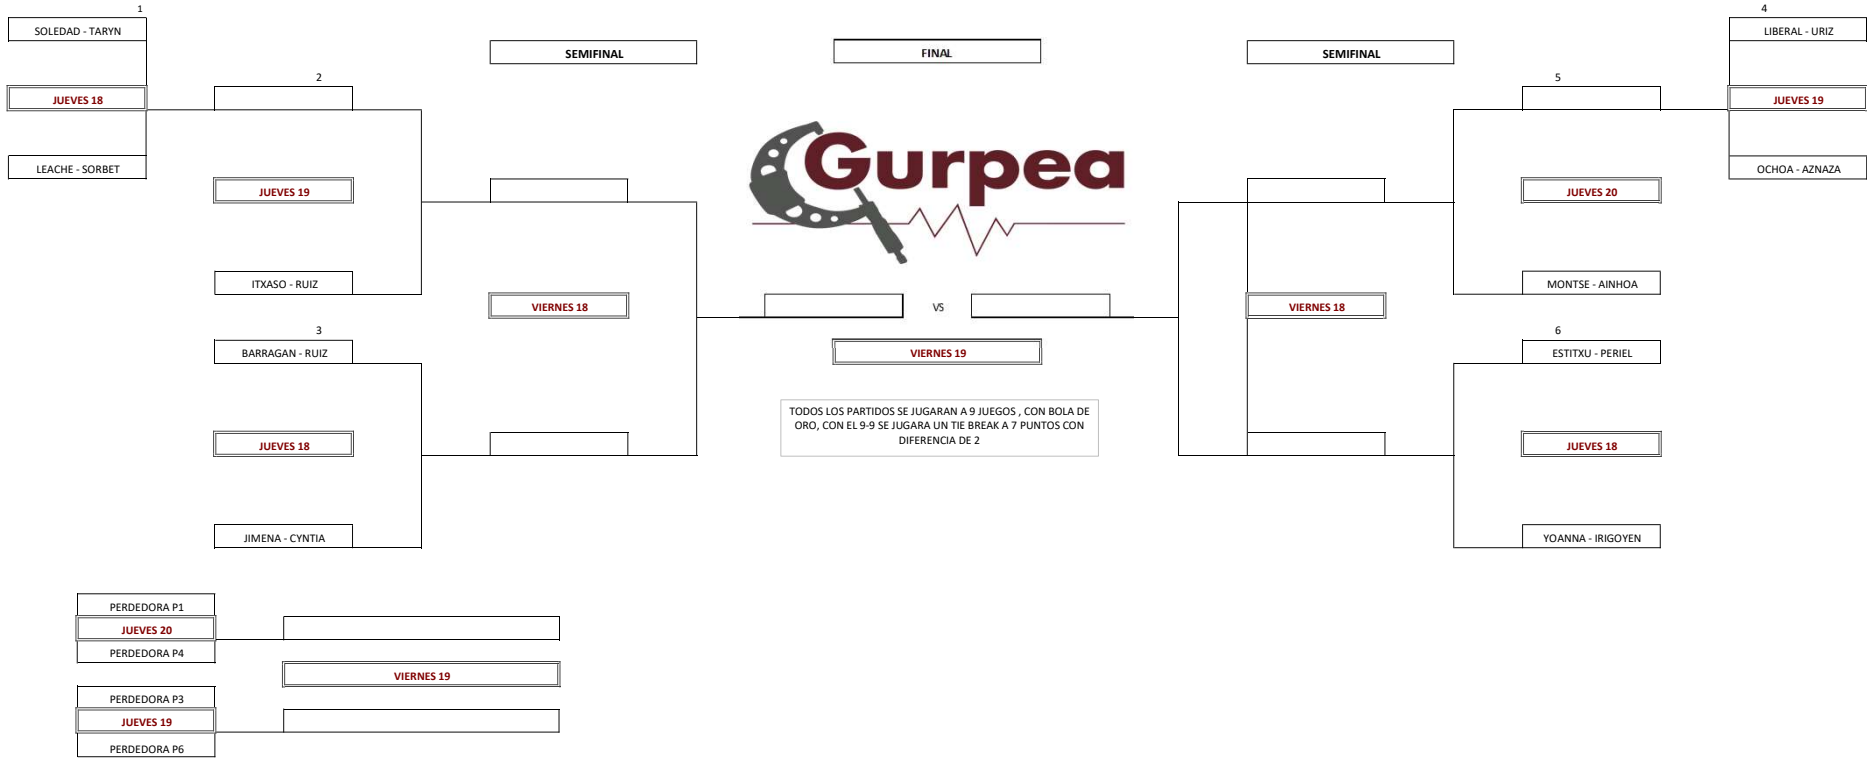 1
4
SOLEDAD - TARYN
LIBERAL - URIZ
SEMIFINAL
FINAL
SEMIFINAL
2
5
JUEVES 18
JUEVES 19
Gurpea
LEACHE - SORBET
OCHOA - AZNAZA
JUEVES 19
JUEVES 20
ITXASO - RUIZ
MONTSE - AINHOA
VIERNES 18
VS
VIERNES 18
3
6
BARRAGAN - RUIZ
VIERNES 19
ESTITXU - PERIEL
TODOS LOS PARTIDOS SE JUGARAN A 9 JUEGOS , CON BOLA DE
ORO, CON EL 9-9 SE JUGARA UN TIE BREAK A 7 PUNTOS CON
DIFERENCIA DE 2
JUEVES 18
JUEVES 18
JIMENA - CYNTIA
YOANNA - IRIGOYEN
PERDEDORA P1
JUEVES 20
PERDEDORA P4
VIERNES 19
PERDEDORA P3
JUEVES 19
PERDEDORA P6